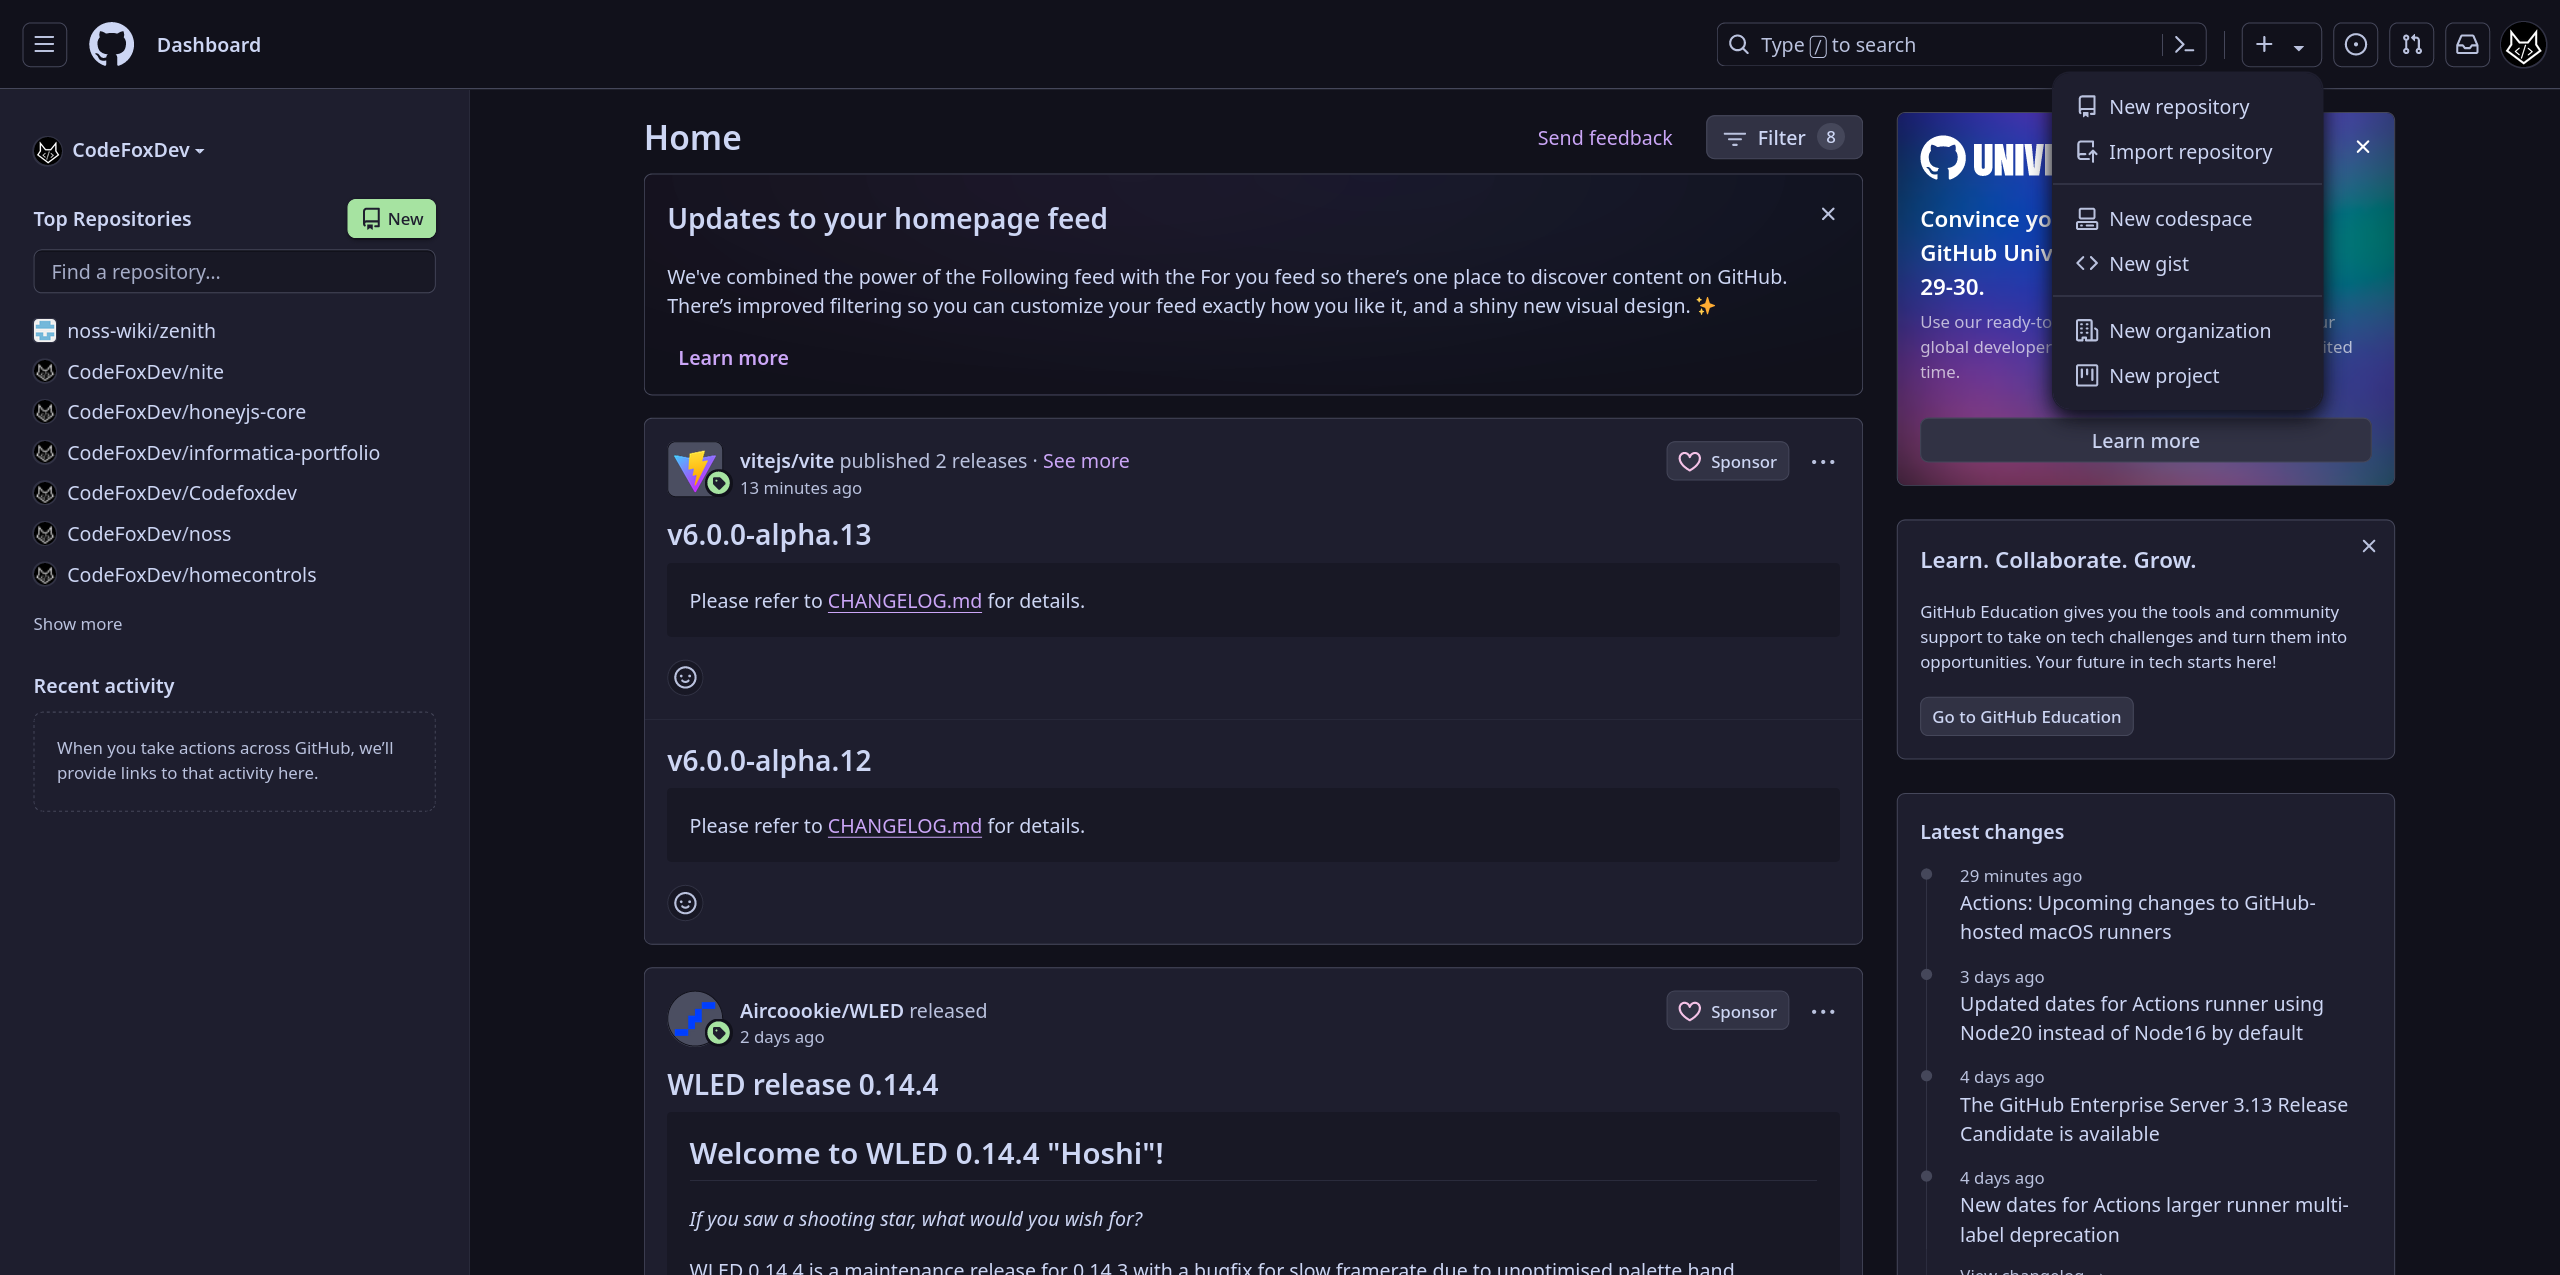 Dashboard
Type / to search
New repository
Import repository
New codespace
New gist
New organization
New project
CodeFoxDev
Top Repositories
New
Find a repository…
noss-wiki/zenith
CodeFoxDev/nite
CodeFoxDev/honeyjs-core
CodeFoxDev/informatica-portfolio
CodeFoxDev/Codefoxdev
CodeFoxDev/noss
CodeFoxDev/homecontrols
Show more
Recent activity
When you take actions across GitHub, we’ll
provide links to that activity here.
Home
Send feedback
Filter 8
Updates to your homepage feed
We've combined the power of the Following feed with the For you feed so there’s one place to discover content on GitHub.
There’s improved filtering so you can customize your feed exactly how you like it, and a shiny new visual design. ✨
Learn more
vitejs/vite published 2 releases · See more
13 minutes ago
Sponsor
v6.0.0-alpha.13
Please refer to CHANGELOG.md for details.
v6.0.0-alpha.12
Please refer to CHANGELOG.md for details.
Aircoookie/WLED released
2 days ago
Sponsor
WLED release 0.14.4
Welcome to WLED 0.14.4 "Hoshi"!
If you saw a shooting star, what would you wish for?
WLED 0.14.4 is a maintenance release for 0.14.3 with a bugfix for slow framerate due to unoptimised palette hand
Convince yo
GitHub Univ
29-30.
Use our ready-to
global developer
time.
Learn more
Learn. Collaborate. Grow.
GitHub Education gives you the tools and community
support to take on tech challenges and turn them into
opportunities. Your future in tech starts here!
Go to GitHub Education
Latest changes
29 minutes ago
Actions: Upcoming changes to GitHub-
hosted macOS runners
3 days ago
Updated dates for Actions runner using
Node20 instead of Node16 by default
4 days ago
The GitHub Enterprise Server 3.13 Release
Candidate is available
4 days ago
New dates for Actions larger runner multi-
label deprecation